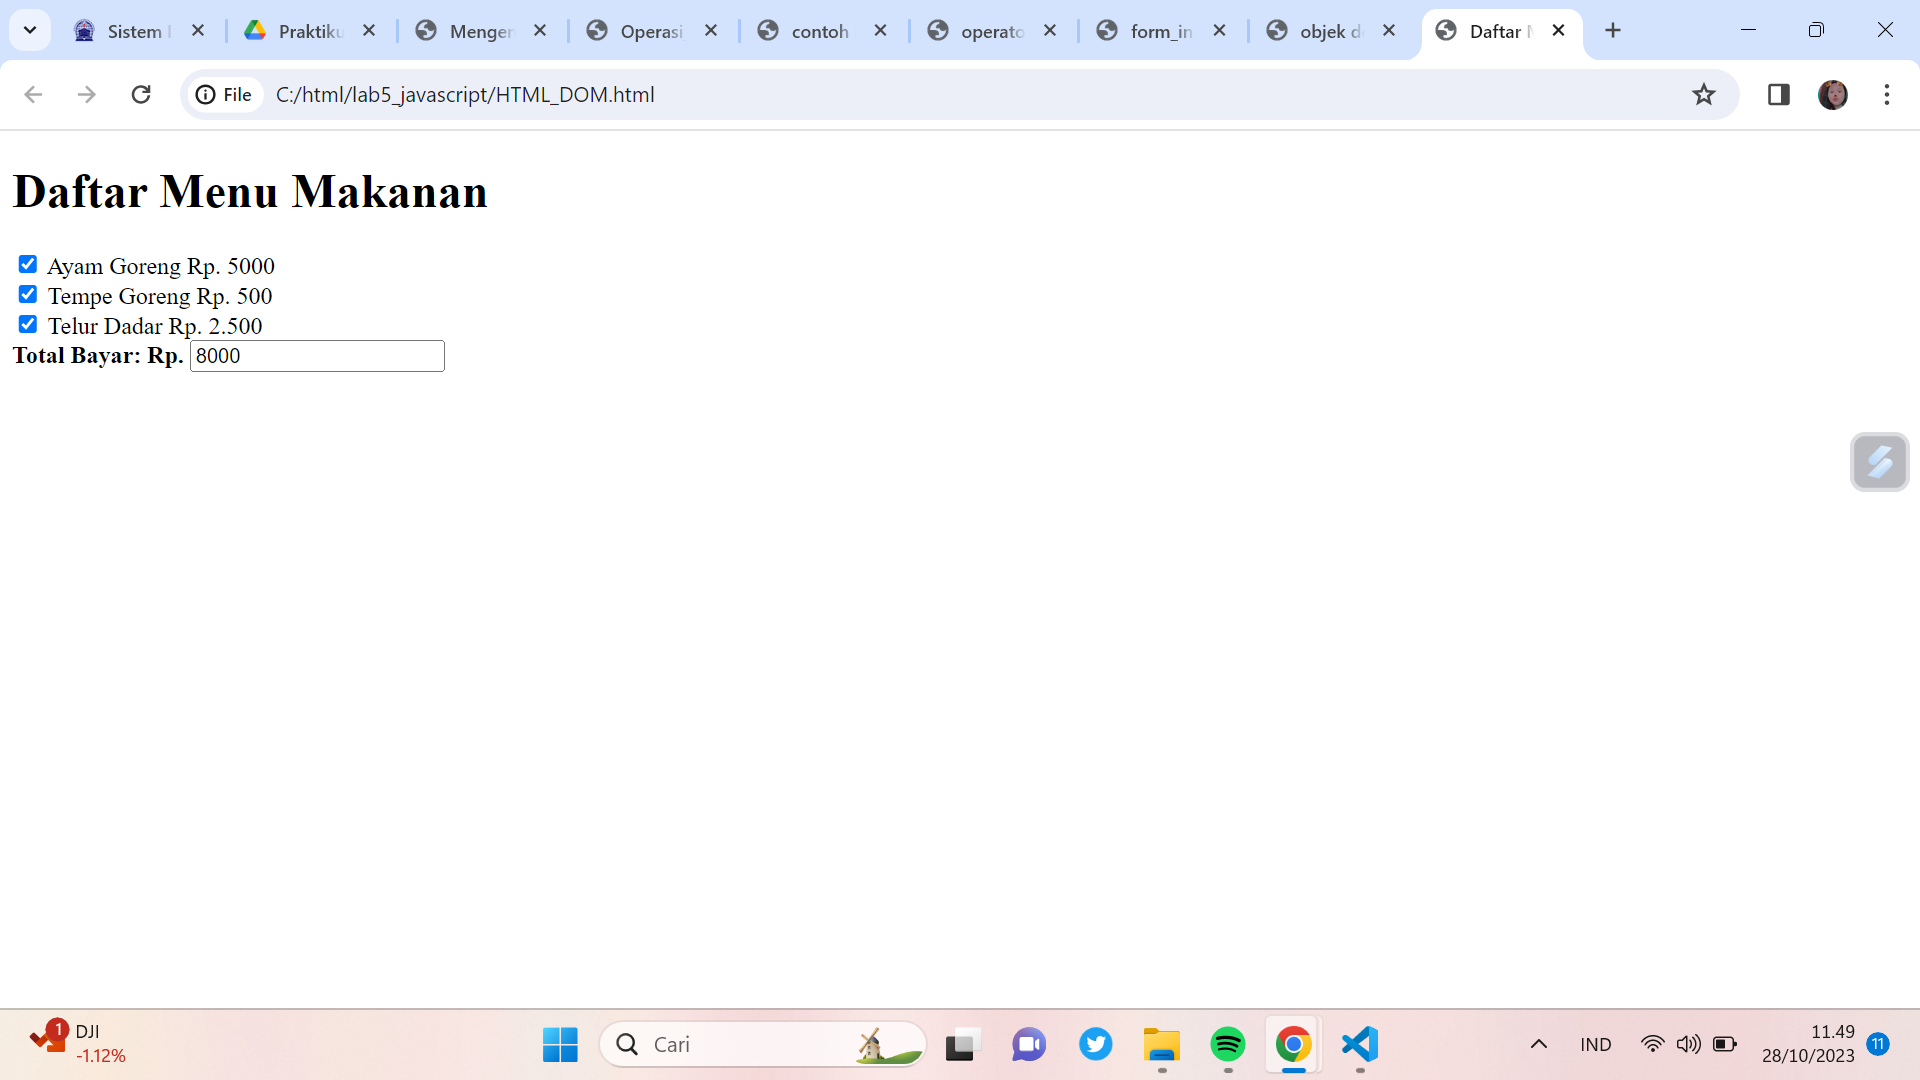 Sistem
Praktiku
Menger
Operasi
contoh
operato
form_in
objek d
Daftar
File
C:/html/lab5_javascript/HTML_DOM.html
Daftar Menu Makanan
Ayam Goreng Rp. 5000
Tempe Goreng Rp. 500
Telur Dadar Rp. 2.500
Total Bayar: Rp. 8000
1
DJI
-1.12%
Cari
IND
11.49
28/10/2023
11